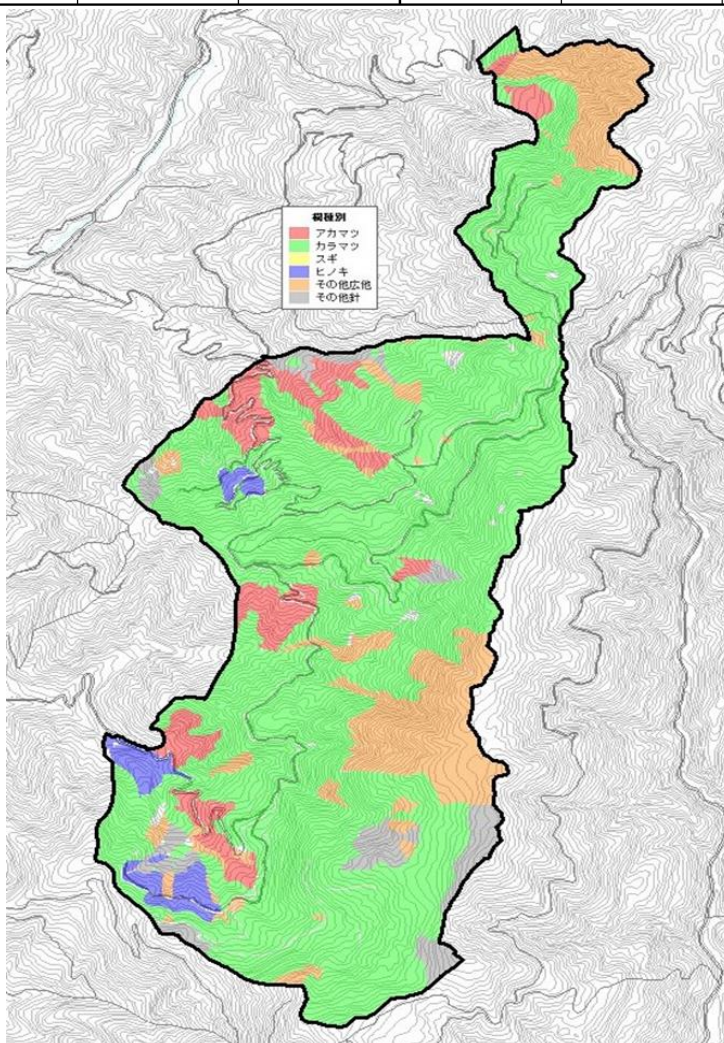 樹種別
アカマツ
カラマツ
スギ
ヒノキ
その他広他
その他針